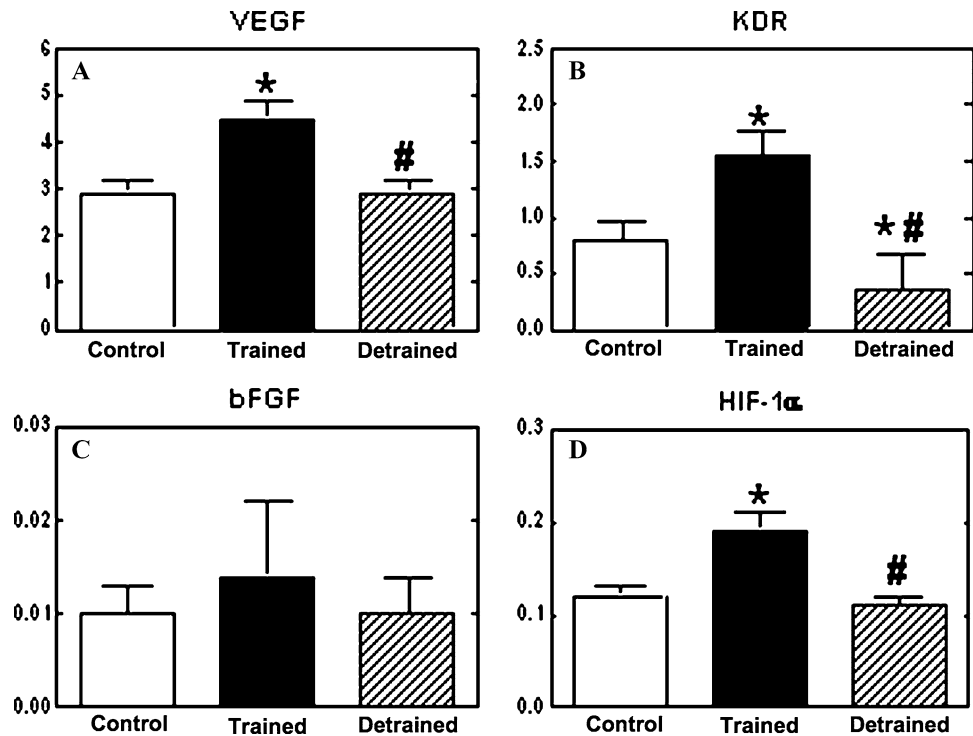 VEGF
A
6
5
4
3
2
1
0
*
#
Control Trained Detrained
KDR
B
2.5
2.0
1.5
1.0
0.5
0.0
*
* #
Control Trained Detrained
bFGF
C
0.03
0.02
0.01
0.00
Control Trained Detrained
HIF-1α
D
0.3
0.2
0.1
0.0
*
#
Control Trained Detrained